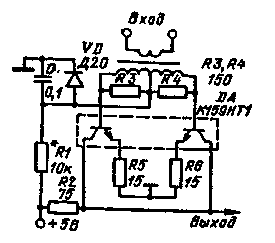 Вход
VD
Д20
0,1
R3
R4
R3, R4
150
DA
К159НТ1
*R1
10к
R2
75
R5
15
R6
15
+5В
Выход